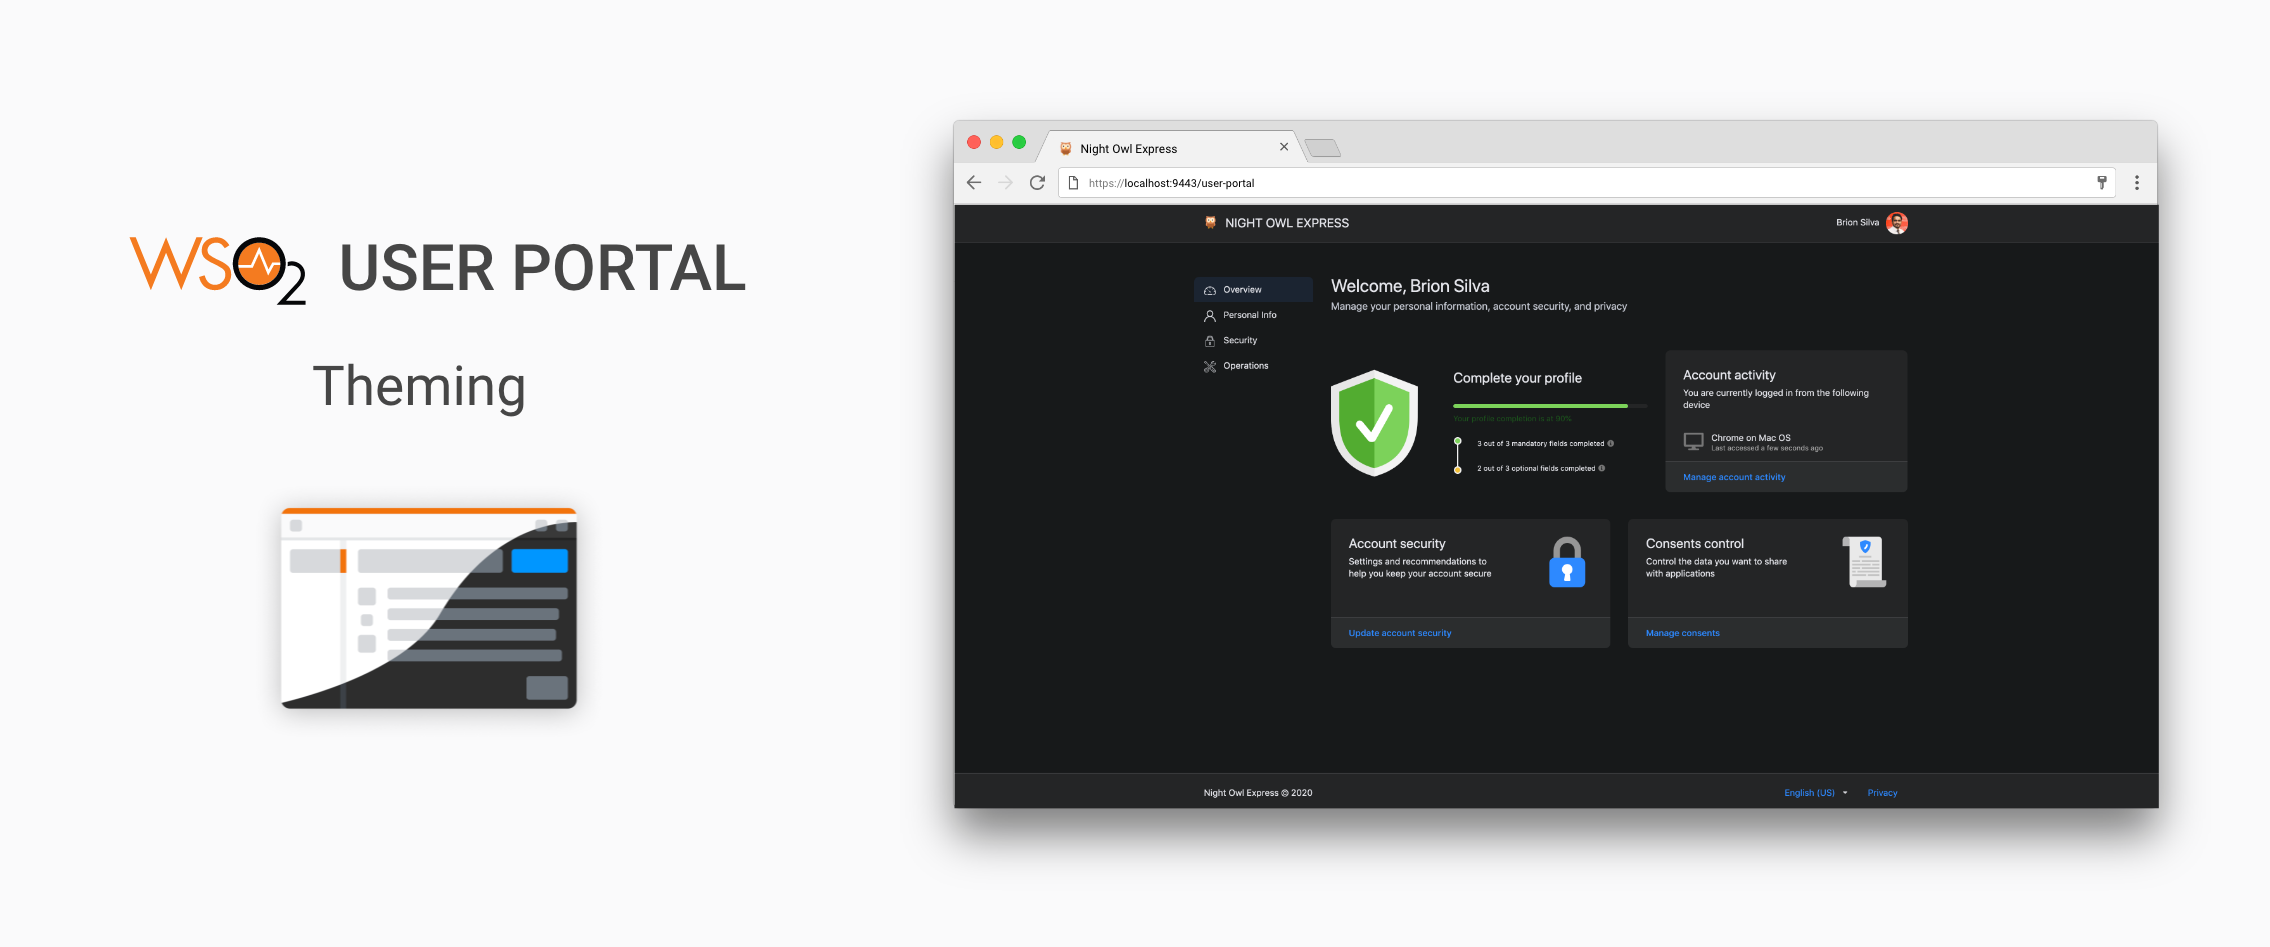 WSO2 USER PORTAL
Theming
Night Owl Express
https://localhost:9443/user-portal
NIGHT OWL EXPRESS
Brion Silva
Overview
Personal Info
Security
Operations
Welcome, Brion Silva
Manage your personal information, account security, and privacy
Complete your profile
Your profile completion is at 90%
3 out of 3 mandatory fields completed
2 out of 3 optional fields completed
Account activity
You are currently logged in from the following
device
Chrome on Mac OS
Last accessed a few seconds ago
Manage account activity
Account security
Settings and recommendations to
help you keep your account secure
Update account security
Consents control
Control the data you want to share
with applications
Manage consents
Night Owl Express © 2020
English (US)
Privacy